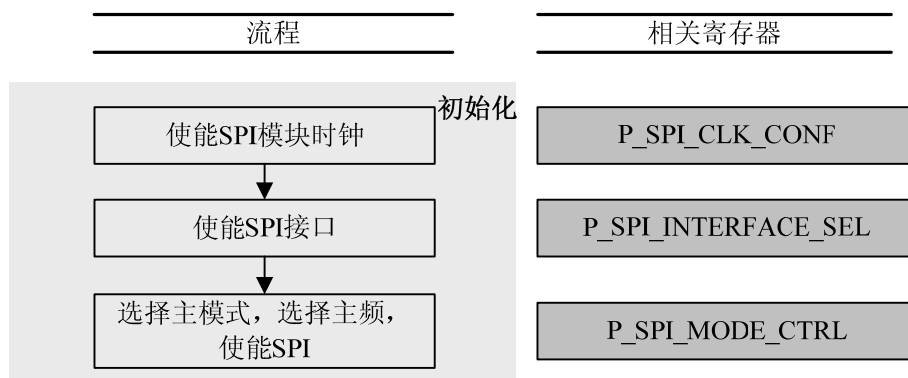 流程
相关寄存器
初始化
使能SPI模块时钟
P_SPI_CLK_CONF
使能SPI接口
P_SPI_INTERFACE_SEL
选择主模式，选择主频，
使能SPI
P_SPI_MODE_CTRL